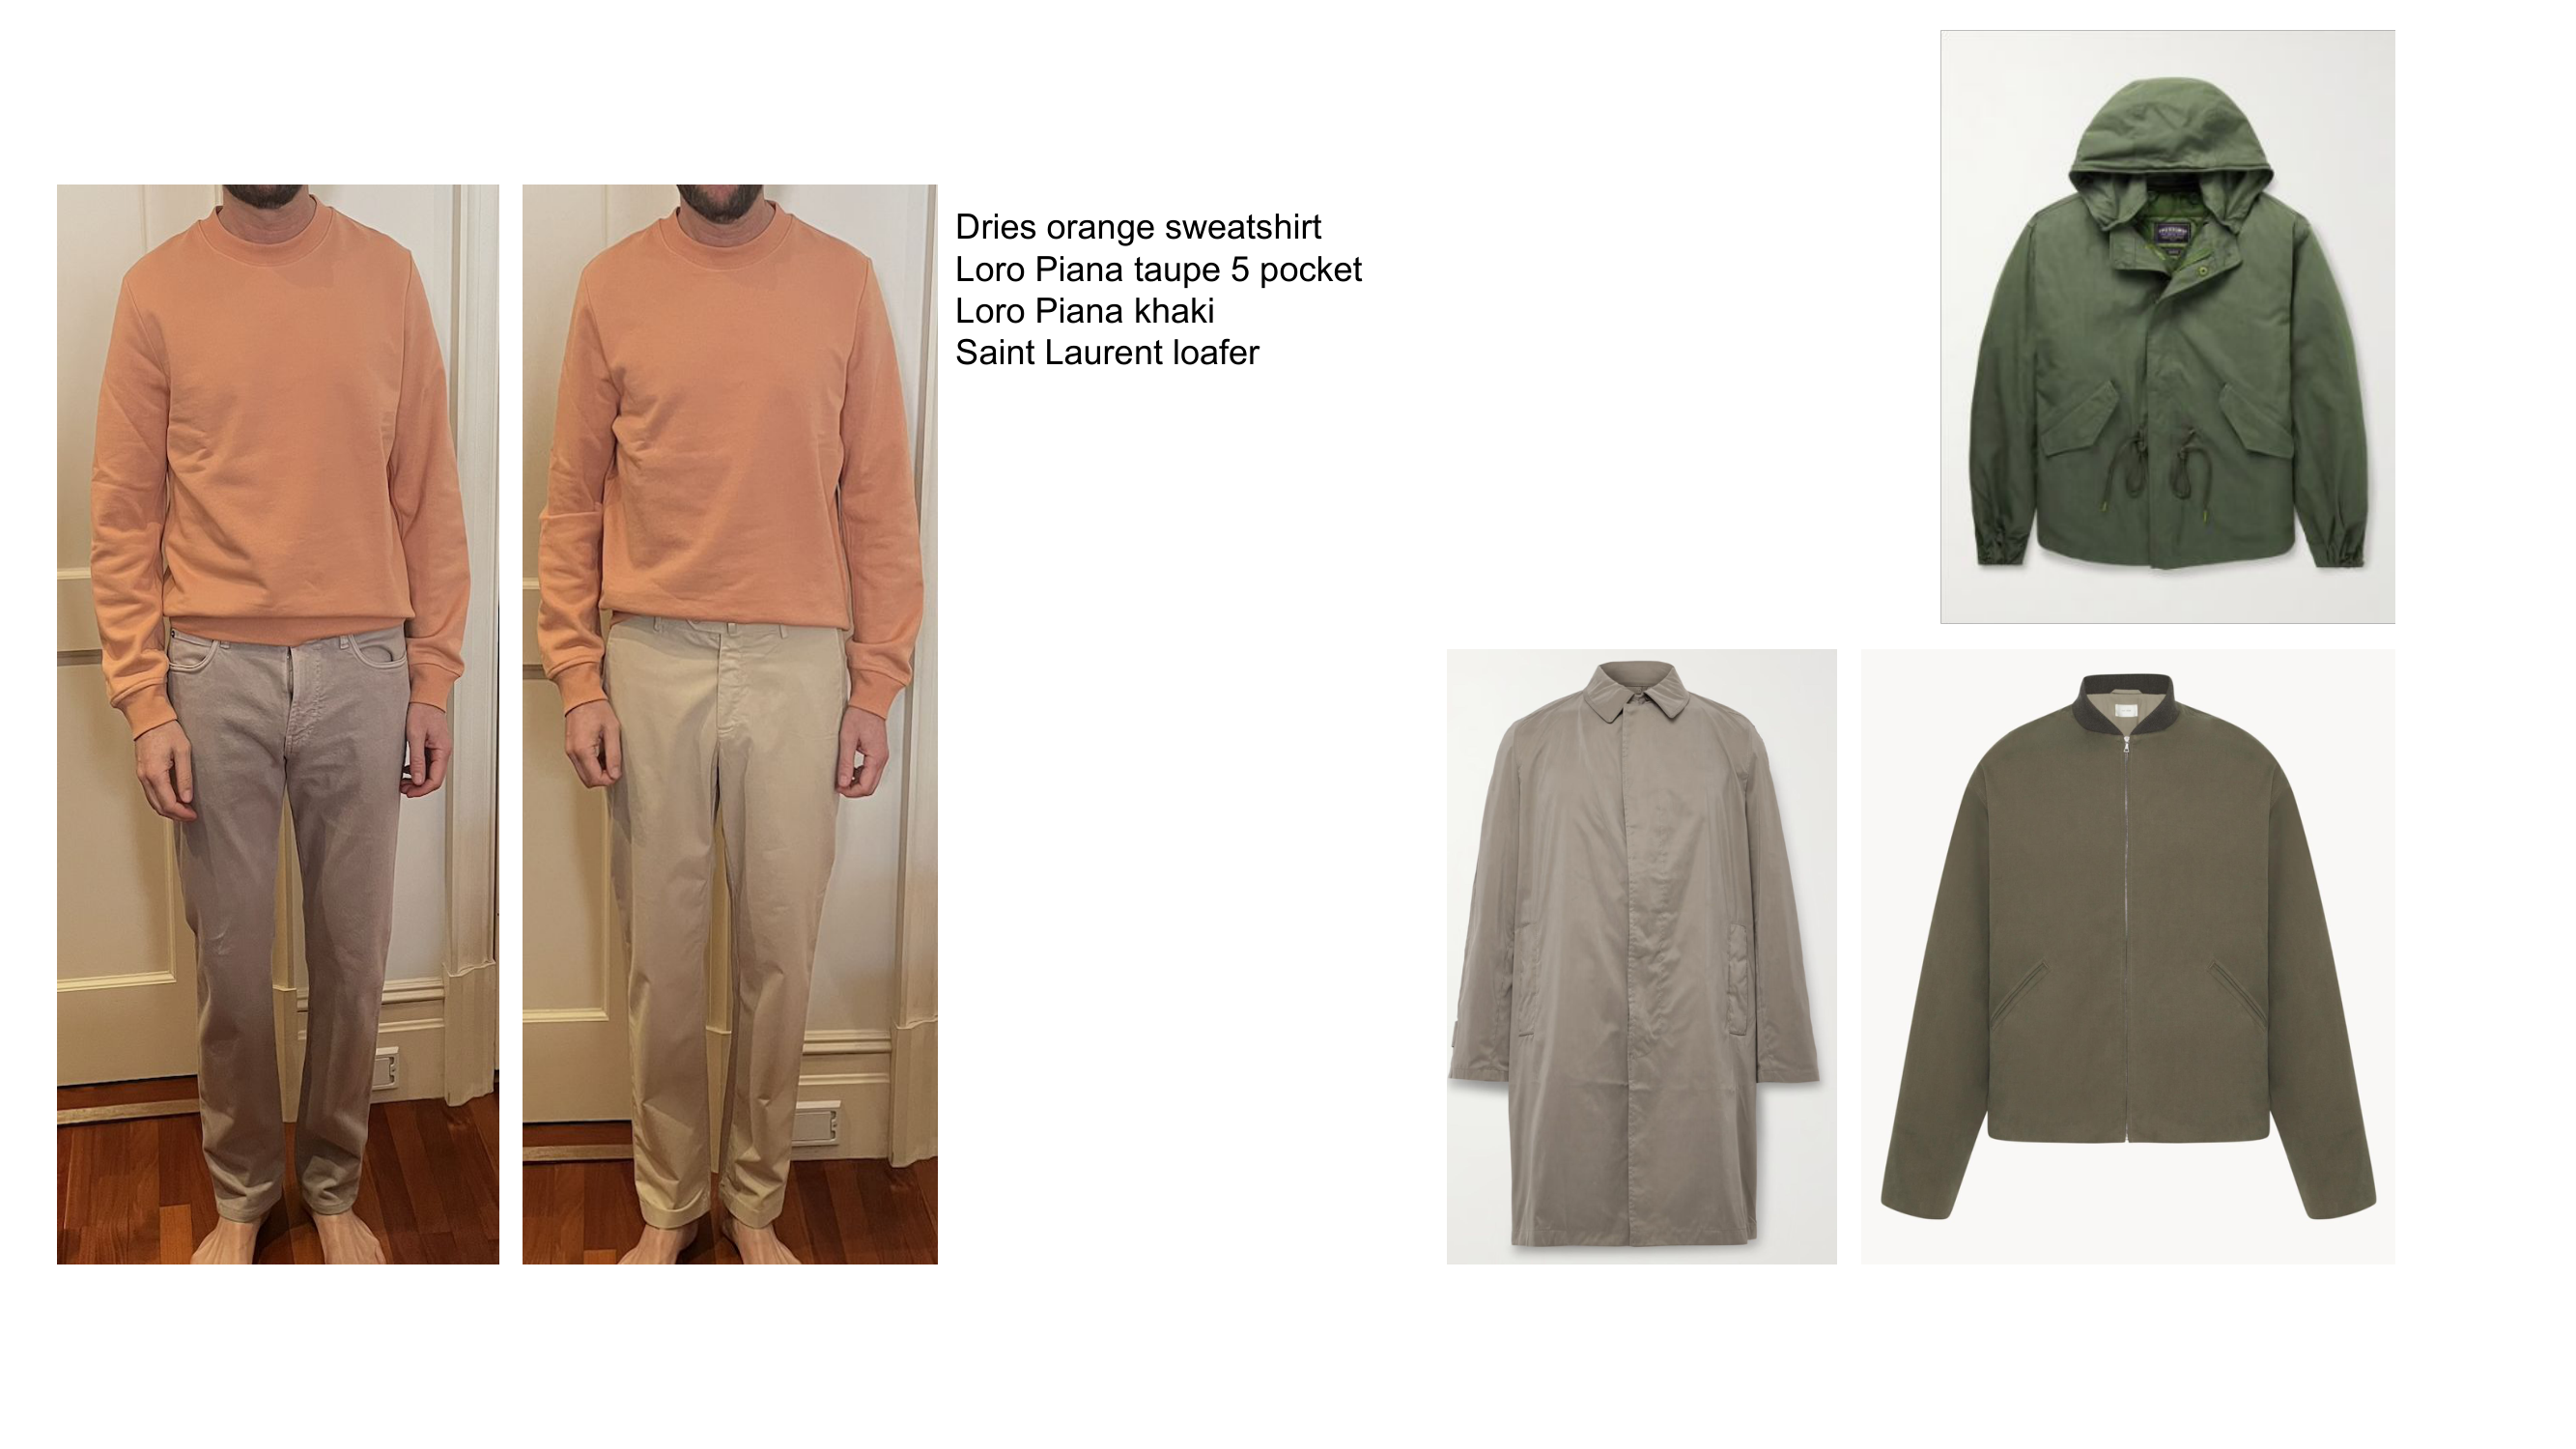 Dries orange sweatshirt
Loro Piana taupe 5 pocket
Loro Piana khaki
Saint Laurent loafer